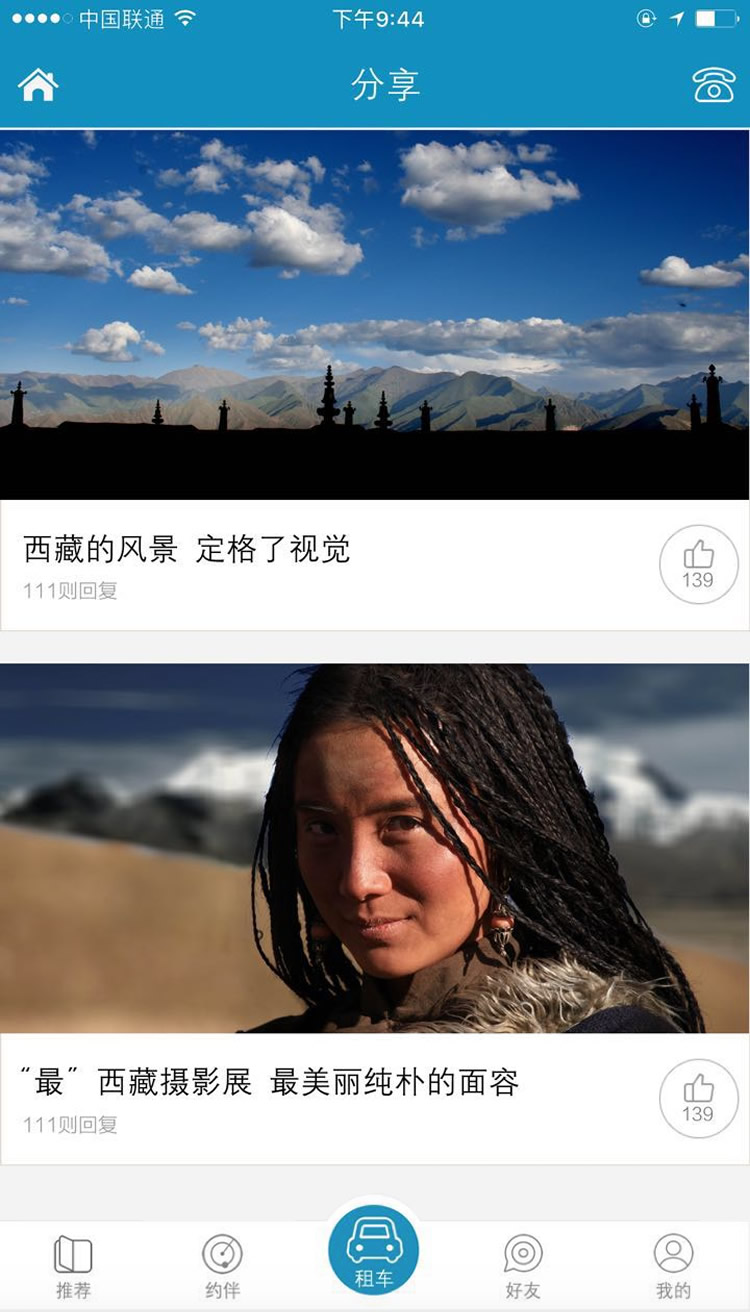 中国联通 下午9:44
分享
西藏的风景 定格了视觉
111则回复
139
“最”西藏摄影展 最美丽纯朴的面容
111则回复
139
推荐 约伴 租车 好友 我的